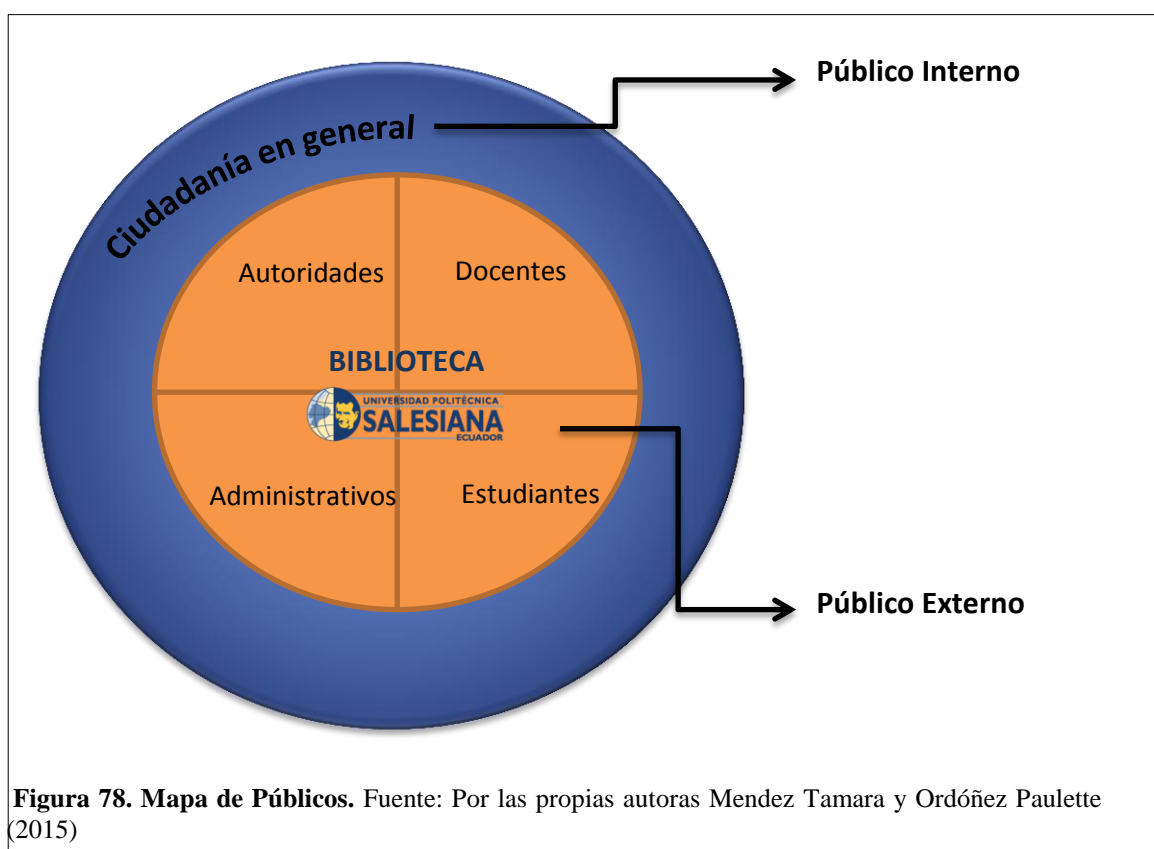 Público Interno
Ciudadanía en general
Autoridades
Docentes
BIBLIOTECA
UNIVERSIDAD POLITÉCNICA
SALESIANA
ECUADOR
Administrativos
Estudiantes
Público Externo
Figura 78. Mapa de Públicos. Fuente: Por las propias autoras Mendez Tamara y Ordóñez Paulette
(2015)